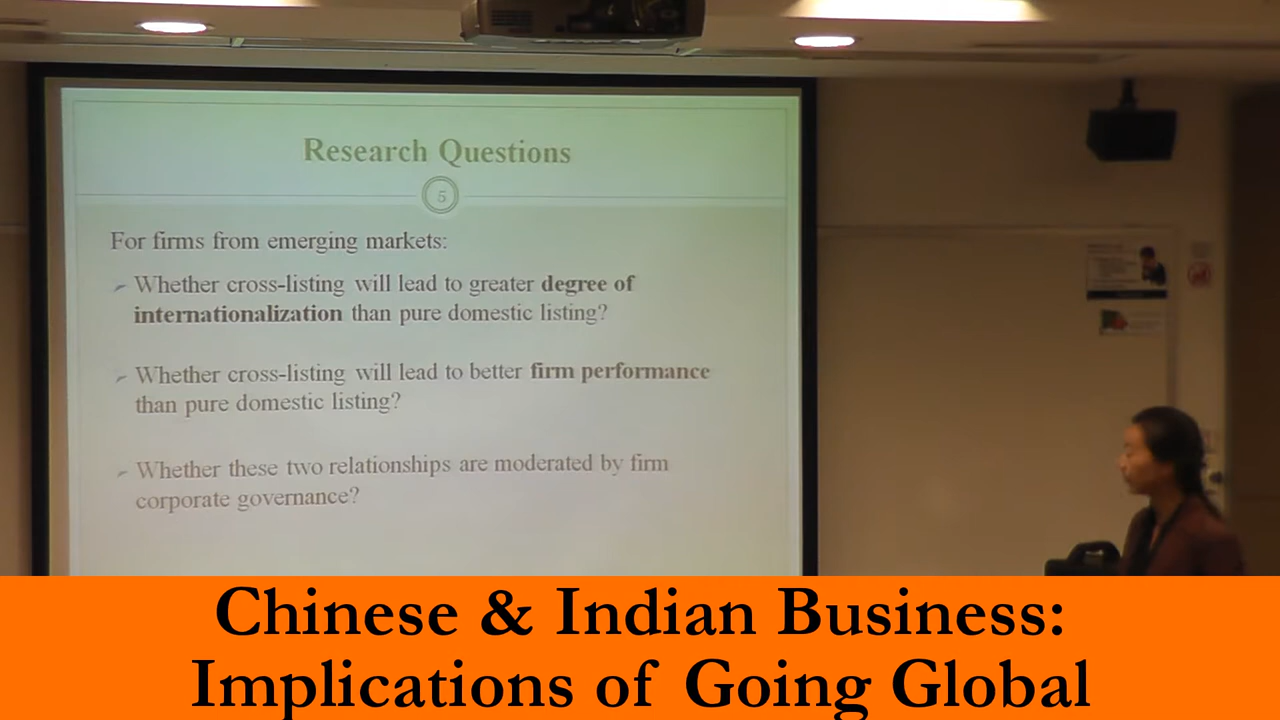 Research Questions
5
For firms from emerging markets:
Whether cross-listing will lead to greater degree of
internationalization than pure domestic listing?
Whether cross-listing will lead to better firm performance
than pure domestic listing?
Whether these two relationships are moderated by firm
corporate governance?
Chinese & Indian Business:
Implications of Going Global